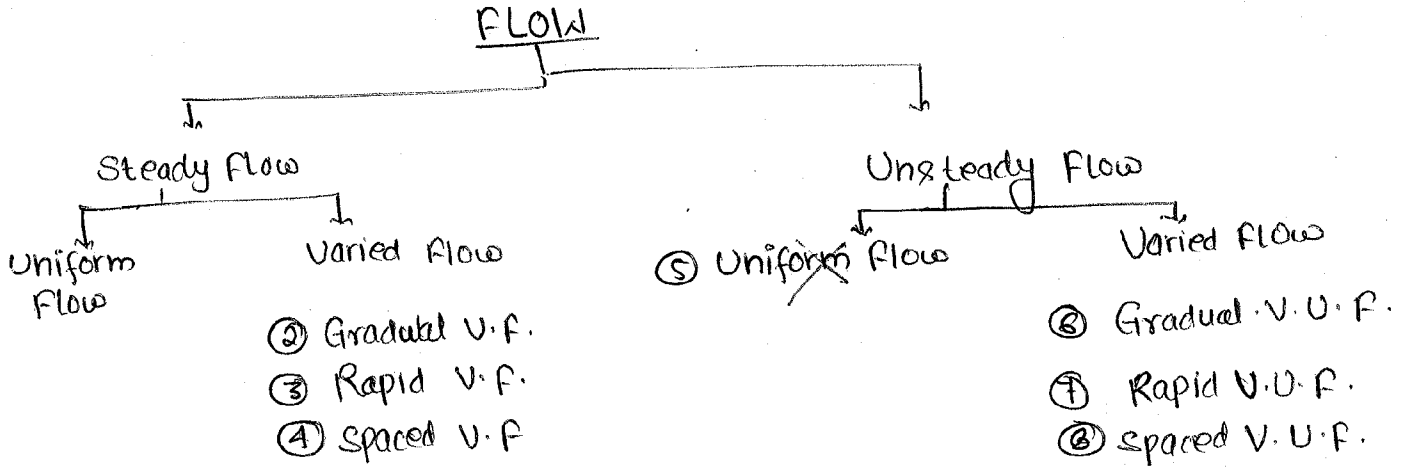 FLOW
Steady Flow
Unsteady Flow
Uniform Flow
Varied Flow
⑤ Uniform Flow
Varied Flow
② Gradual V.F.
③ Rapid V.F.
④ Spaced V.F
⑥ Gradual V.U.F.
⑦ Rapid V.U.F.
⑧ Spaced V.U.F.